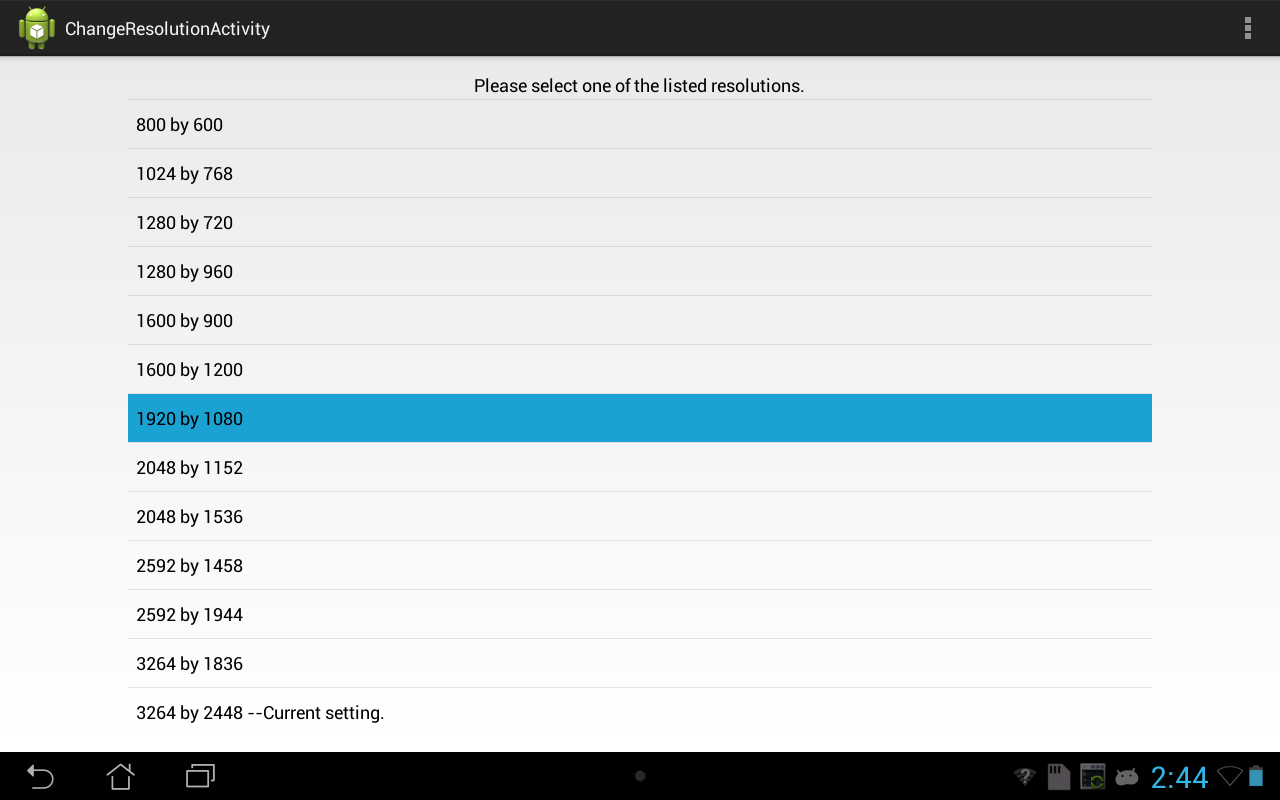 ChangeResolutionActivity
Please select one of the listed resolutions.
800 by 600
1024 by 768
1280 by 720
1280 by 960
1600 by 900
1600 by 1200
1920 by 1080
2048 by 1152
2048 by 1536
2592 by 1458
2592 by 1944
3264 by 1836
3264 by 2448 --Current setting.
2:44